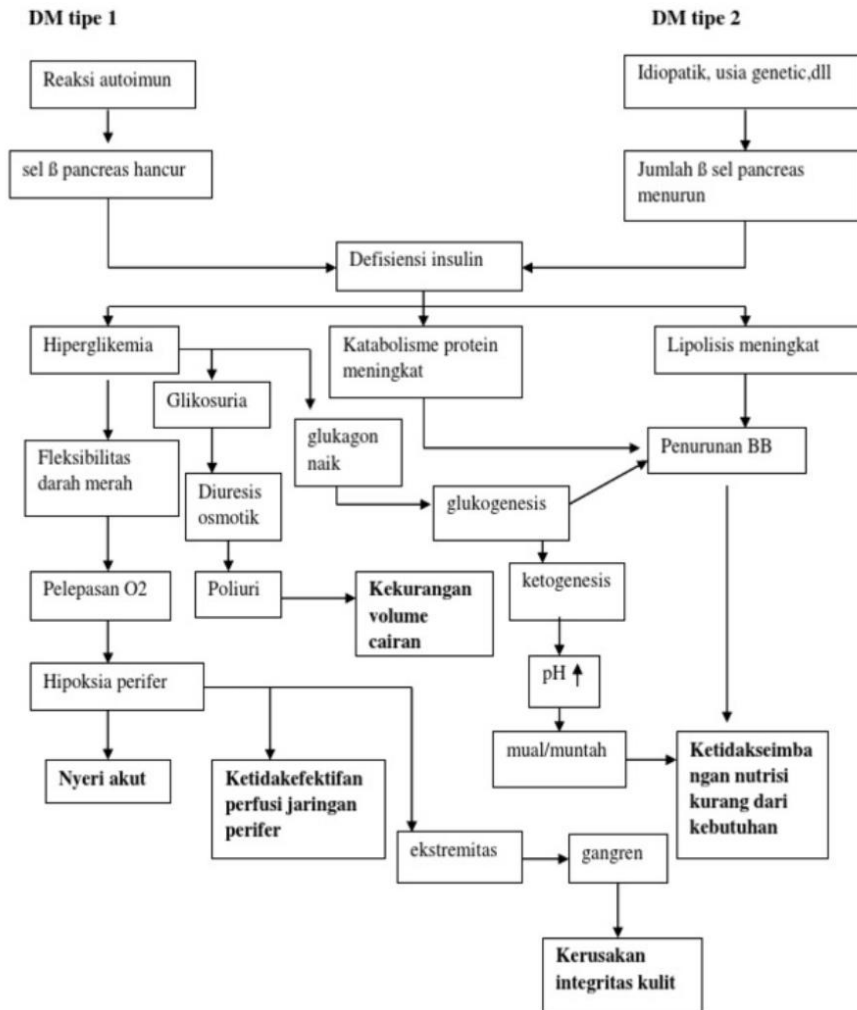 DM tipe 1
DM tipe 2
Reaksi autoimun
Idiopatik, usia genetic,dll
sel ß pancreas hancur
Jumlah ß sel pancreas
menurun
Defisiensi insulin
Hiperglikemia
Katabolisme protein
meningkat
Lipolisis meningkat
Glikosuria
glukagon
naik
Penurunan BB
Fleksibilitas
darah merah
Diuresis
osmotik
glukogenesis
Pelepasan O2
Poliuri
Kekurangan
volume
cairan
ketogenesis
Hipoksia perifer
pH ↑
Nyeri akut
Ketidakefektifan
perfusi jaringan
perifer
mual/muntah
Ketidakseimba
ngan nutrisi
kurang dari
kebutuhan
ekstremitas
gangren
Kerusakan
integritas kulit